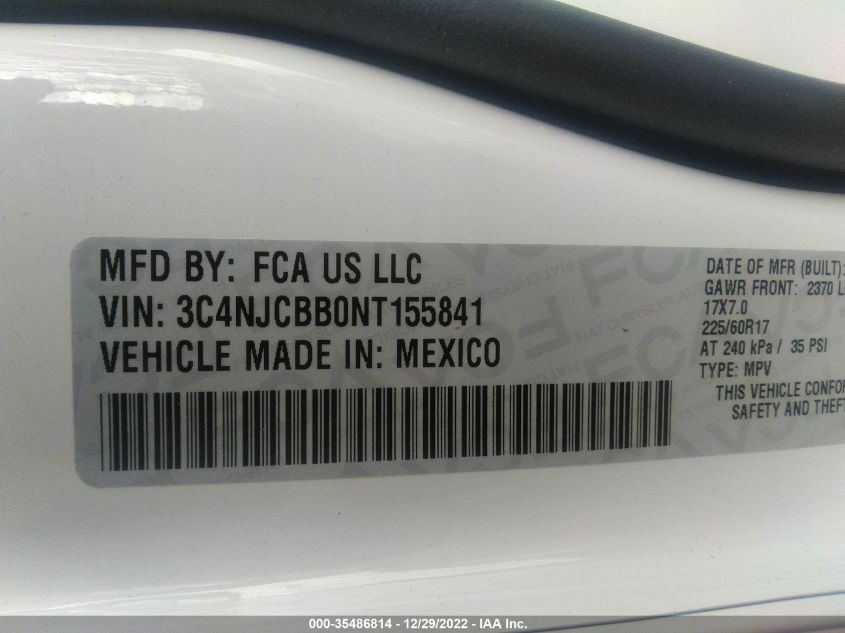 MFD BY: FCA US LLC
VIN: 3C4NJCBB0NT155841
VEHICLE MADE IN: MEXICO
DATE OF MFR (BUILT):
GAWR FRONT: 2370 L
17X7.0
225/60R17
AT 240 kPa / 35 PSI
TYPE: MPV
THIS VEHICLE CONFOR
SAFETY AND THEFT
000-35486814 - 12/29/2022 - IAA Inc.